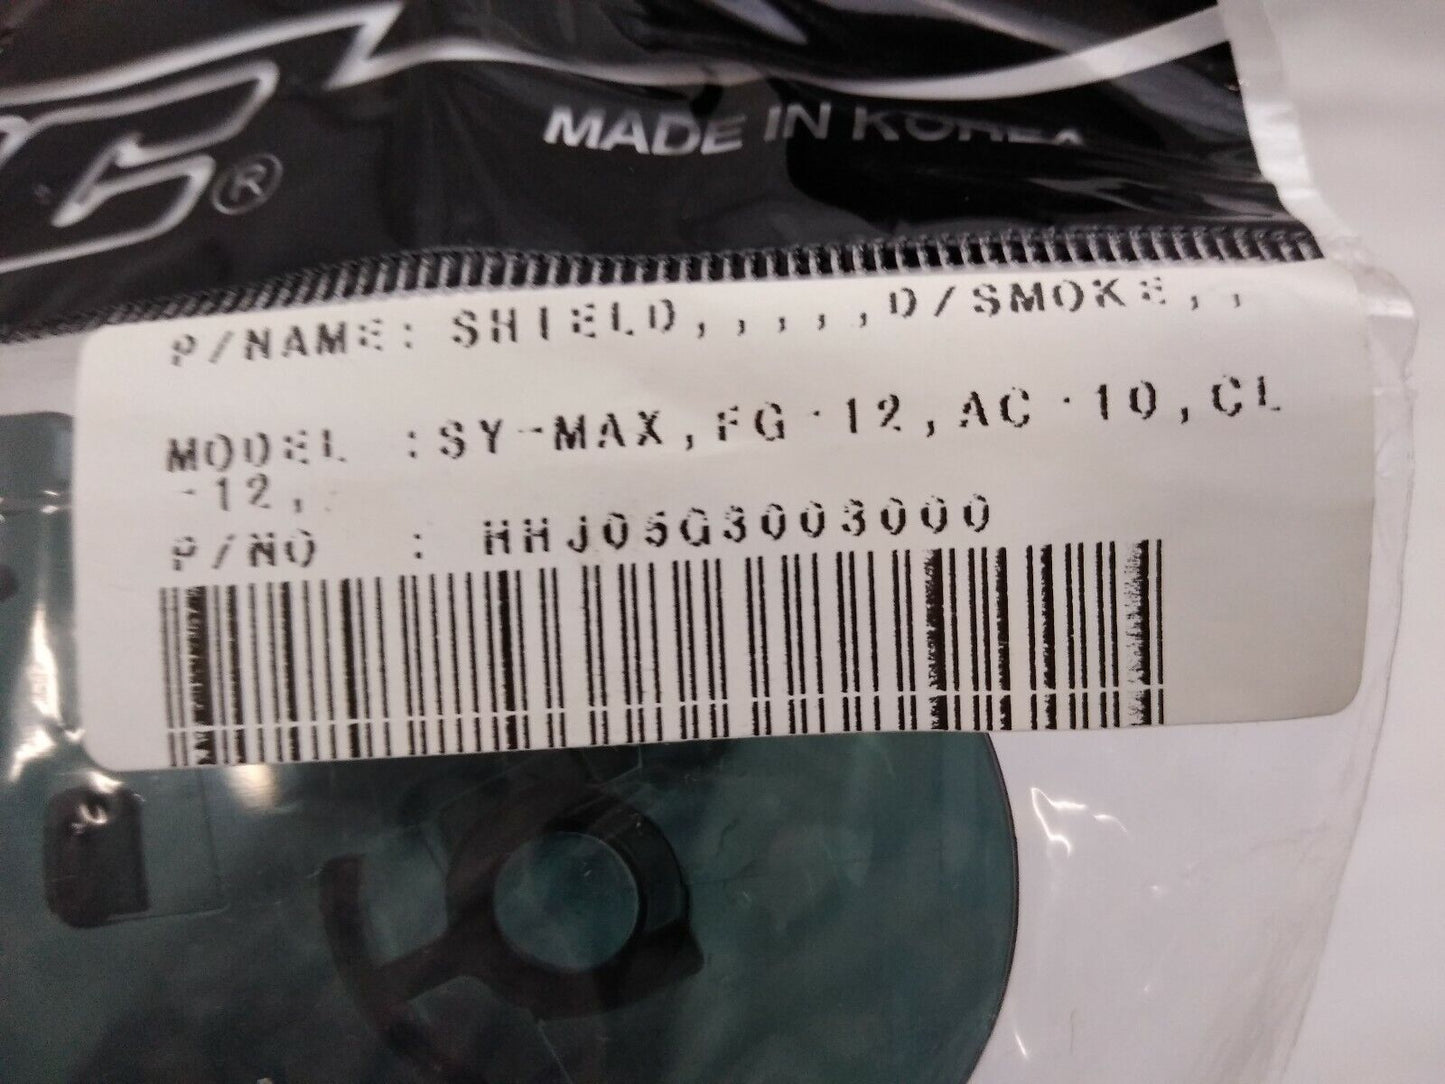 C®
MADE IN KOREA
P/NAME: SHIELD,,,,,D/SMOKE,,
MODEL :SY-MAX,FG-12,AC-10,CL
-12,
P/NO : HHJ05G3003000